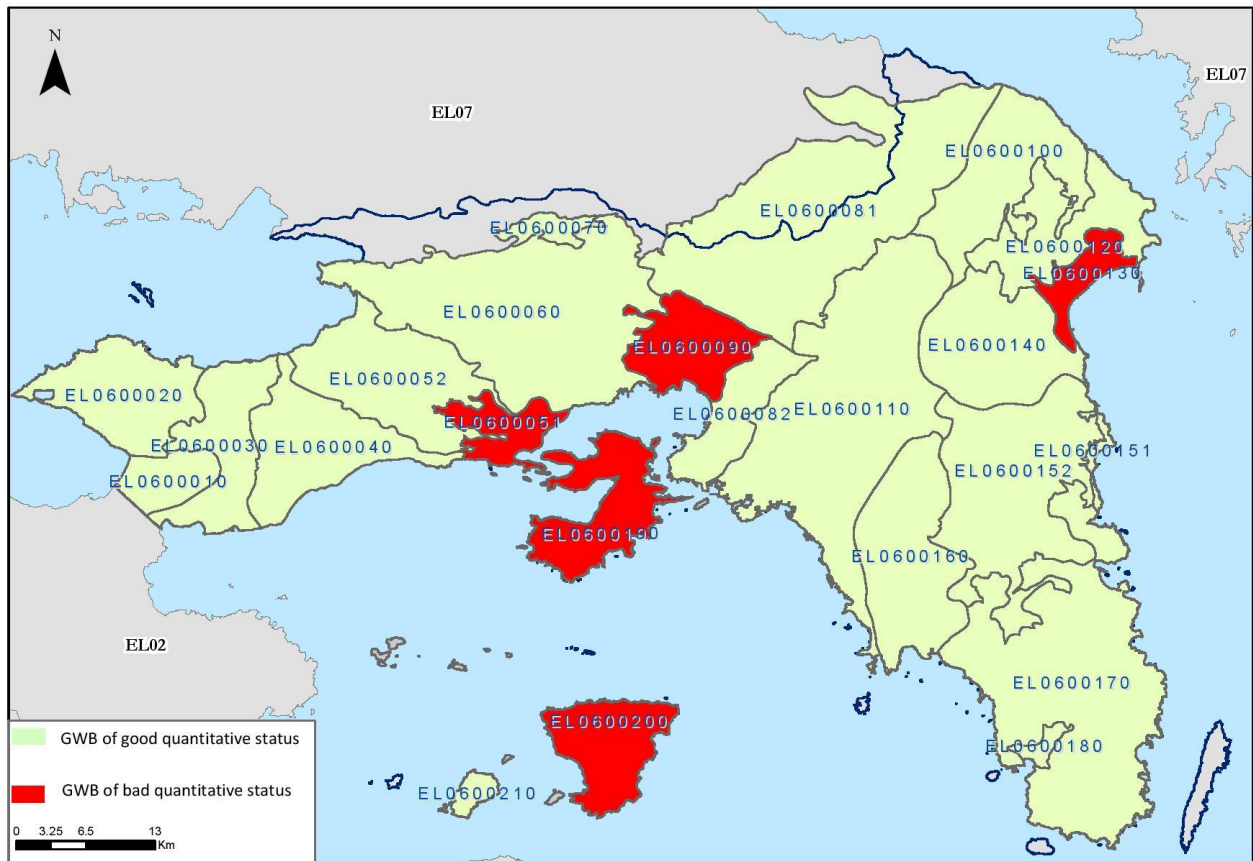 N
EL07
EL07
EL0600100
EL0600081
EL0600070
EL0600120
EL0600130
EL0600060
EL0600090
EL0600140
EL0600052
EL0600020
EL0600082
EL0600110
EL0600051
EL0600030
EL0600040
EL0600151
EL0600152
EL0600010
EL0600190
EL0600160
EL02
EL0600170
EL0600200
EL0600180
EL0600210
GWB of good quantitative status
GWB of bad quantitative status
0 3.25 6.5 13
Km